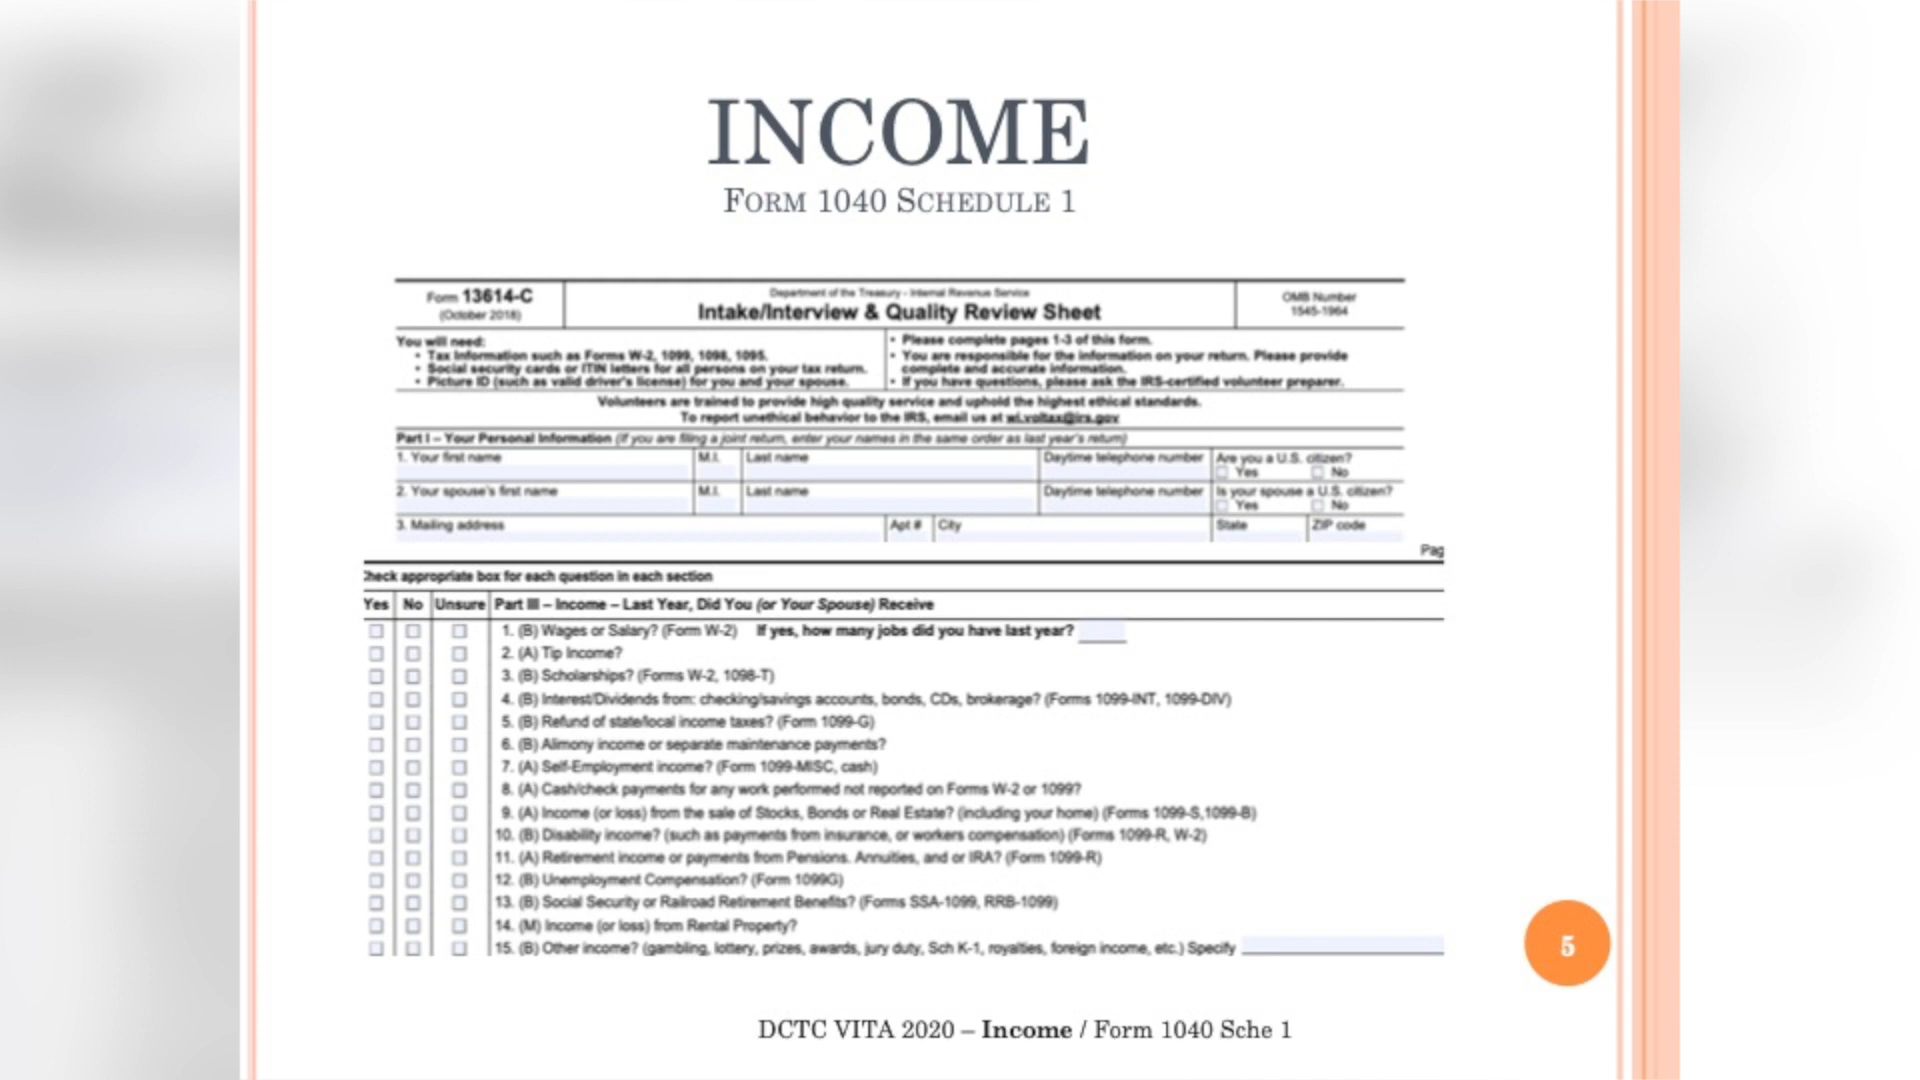 INCOME
FORM 1040 SCHEDULE 1
Form 13614-C
(October 2018)
Department of the Treasury - Internal Revenue Service
Intake/Interview & Quality Review Sheet
OMB Number
1545-1964
You will need:
• Tax Information such as Forms W-2, 1099, 1098, 1095.
• Social security cards or ITIN letters for all persons on your tax return.
• Picture ID (such as valid driver's license) for you and your spouse.
• Please complete pages 1-3 of this form.
• You are responsible for the information on your return. Please provide
complete and accurate information.
• If you have questions, please ask the IRS-certified volunteer preparer.
Volunteers are trained to provide high quality service and uphold the highest ethical standards.
To report unethical behavior to the IRS, email us at wi.voltax@irs.gov
Part I – Your Personal Information (If you are filing a joint return, enter your names in the same order as last year's return)
1. Your first name M.I. Last name Daytime telephone number Are you a U.S. citizen?
Yes No
2. Your spouse's first name M.I. Last name Daytime telephone number Is your spouse a U.S. citizen?
Yes No
3. Mailing address Apt # City State ZIP code
Pag
Check appropriate box for each question in each section
Yes No Unsure Part III – Income – Last Year, Did You (or Your Spouse) Receive
1. (B) Wages or Salary? (Form W-2) If yes, how many jobs did you have last year?
2. (A) Tip Income?
3. (B) Scholarships? (Forms W-2, 1098-T)
4. (B) Interest/Dividends from: checking/savings accounts, bonds, CDs, brokerage? (Forms 1099-INT, 1099-DIV)
5. (B) Refund of state/local income taxes? (Form 1099-G)
6. (B) Alimony income or separate maintenance payments?
7. (A) Self-Employment income? (Form 1099-MISC, cash)
8. (A) Cash/check payments for any work performed not reported on Forms W-2 or 1099?
9. (A) Income (or loss) from the sale of Stocks, Bonds or Real Estate? (including your home) (Forms 1099-S,1099-B)
10. (B) Disability income? (such as payments from insurance, or workers compensation) (Forms 1099-R, W-2)
11. (A) Retirement income or payments from Pensions. Annuities, and or IRA? (Form 1099-R)
12. (B) Unemployment Compensation? (Form 1099G)
13. (B) Social Security or Railroad Retirement Benefits? (Forms SSA-1099, RRB-1099)
14. (M) Income (or loss) from Rental Property?
15. (B) Other income? (gambling, lottery, prizes, awards, jury duty, Sch K-1, royalties, foreign income, etc.) Specify
5
DCTC VITA 2020 – Income / Form 1040 Sche 1